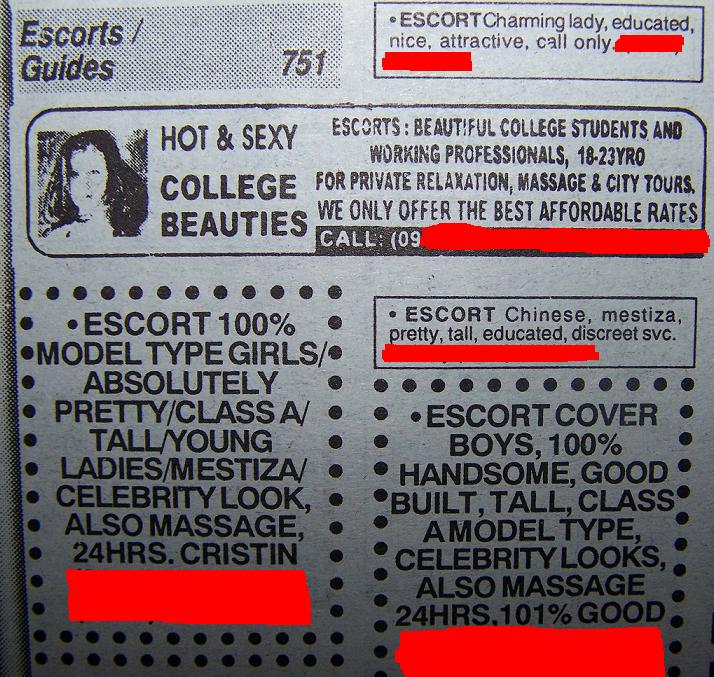 Escorts /
Guides 751
• ESCORT Charming lady, educated,
nice, attractive, call only.
HOT & SEXY
COLLEGE
BEAUTIES
ESCORTS : BEAUTIFUL COLLEGE STUDENTS AND
WORKING PROFESSIONALS, 18-23YRO
FOR PRIVATE RELAXATION, MASSAGE & CITY TOURS.
WE ONLY OFFER THE BEST AFFORDABLE RATES
CALL: (09
• ESCORT 100%
MODEL TYPE GIRLS/
ABSOLUTELY
PRETTY/CLASS A/
TALL/YOUNG
LADIES/MESTIZA/
CELEBRITY LOOK,
ALSO MASSAGE,
24HRS. CRISTIN
• ESCORT Chinese, mestiza,
pretty, tall, educated, discreet svc.
• ESCORT COVER
BOYS, 100%
HANDSOME, GOOD
BUILT, TALL, CLASS
A MODEL TYPE,
CELEBRITY LOOKS,
ALSO MASSAGE
24HRS.101% GOOD